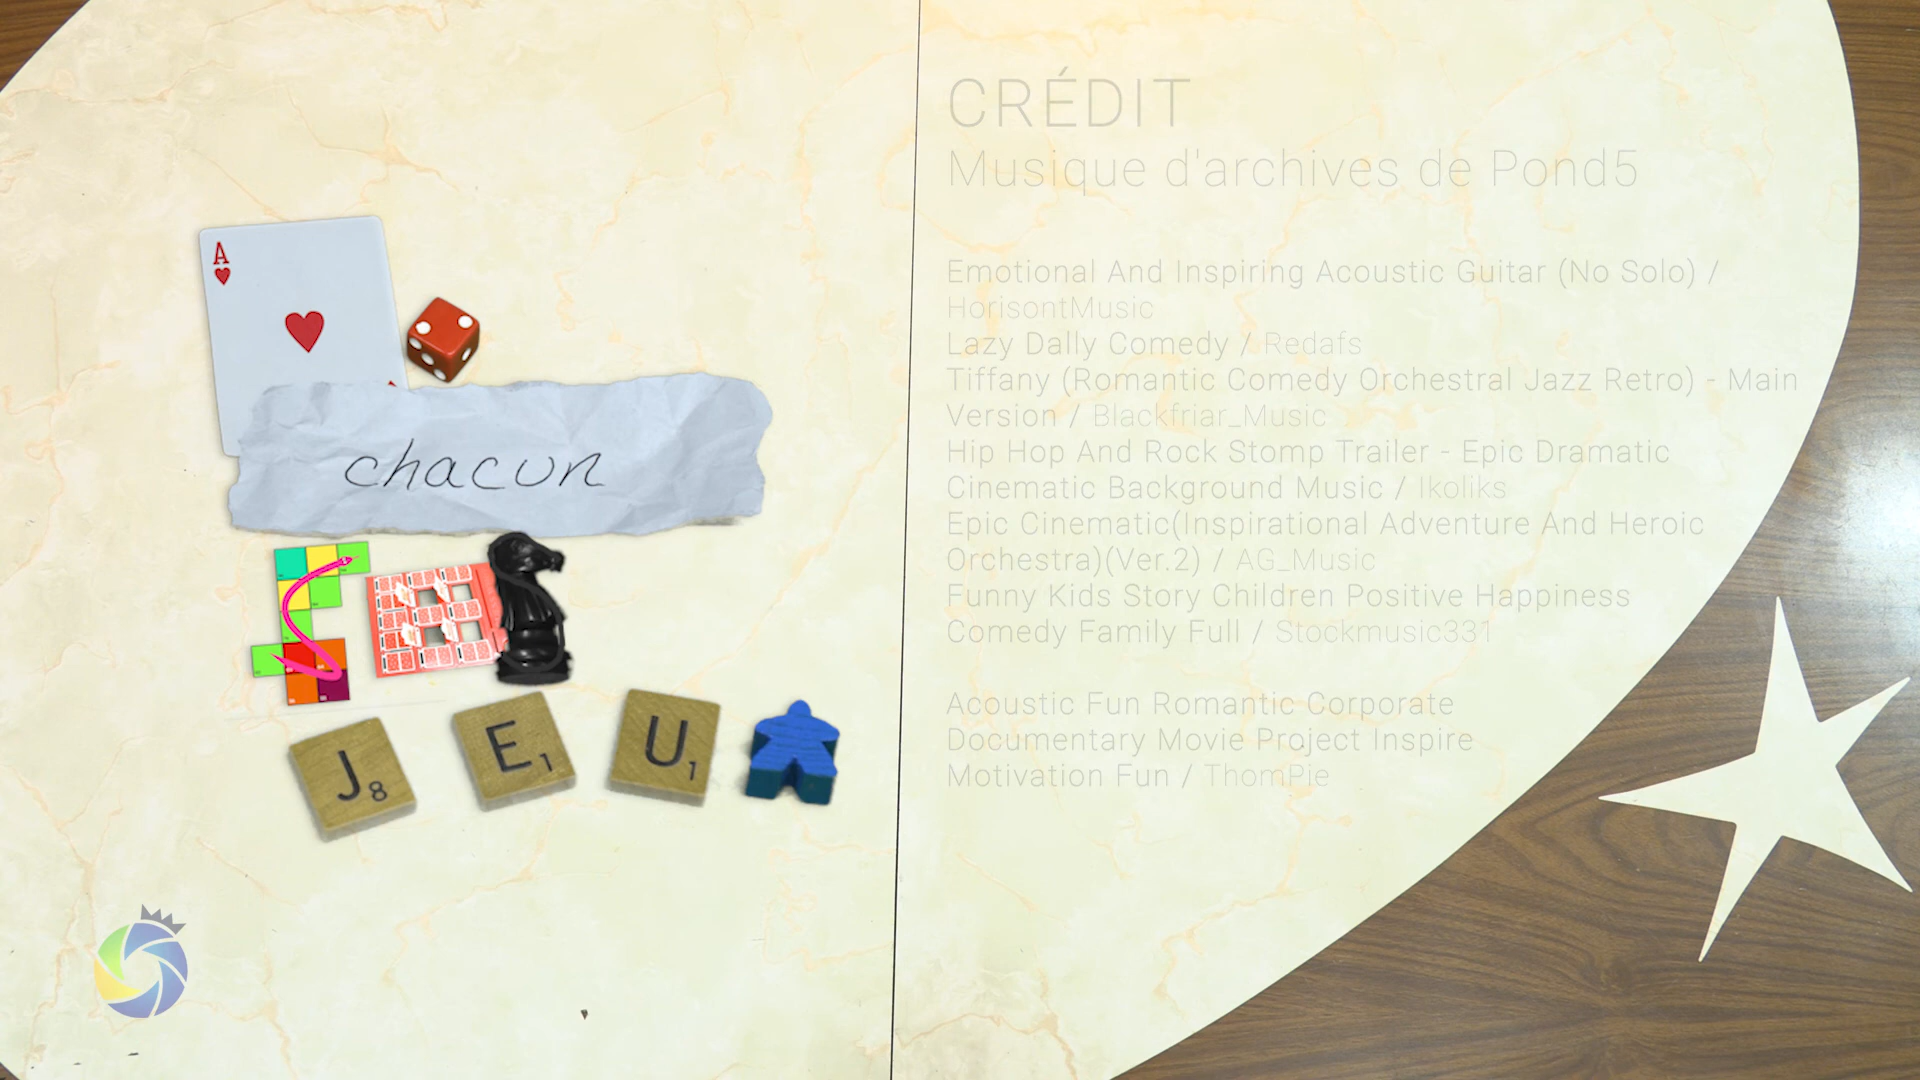 A
chacun
J8 E1 U1
CRÉDIT
Musique d'archives de Pond5
Emotional And Inspiring Acoustic Guitar (No Solo) /
HorisontMusic
Lazy Dally Comedy / Redafs
Tiffany (Romantic Comedy Orchestral Jazz Retro) - Main
Version / Blackfriar_Music
Hip Hop And Rock Stomp Trailer - Epic Dramatic
Cinematic Background Music / Ikoliks
Epic Cinematic(Inspirational Adventure And Heroic
Orchestra)(Ver.2) / AG_Music
Funny Kids Story Children Positive Happiness
Comedy Family Full / Stockmusic331
Acoustic Fun Romantic Corporate
Documentary Movie Project Inspire
Motivation Fun / ThomPie